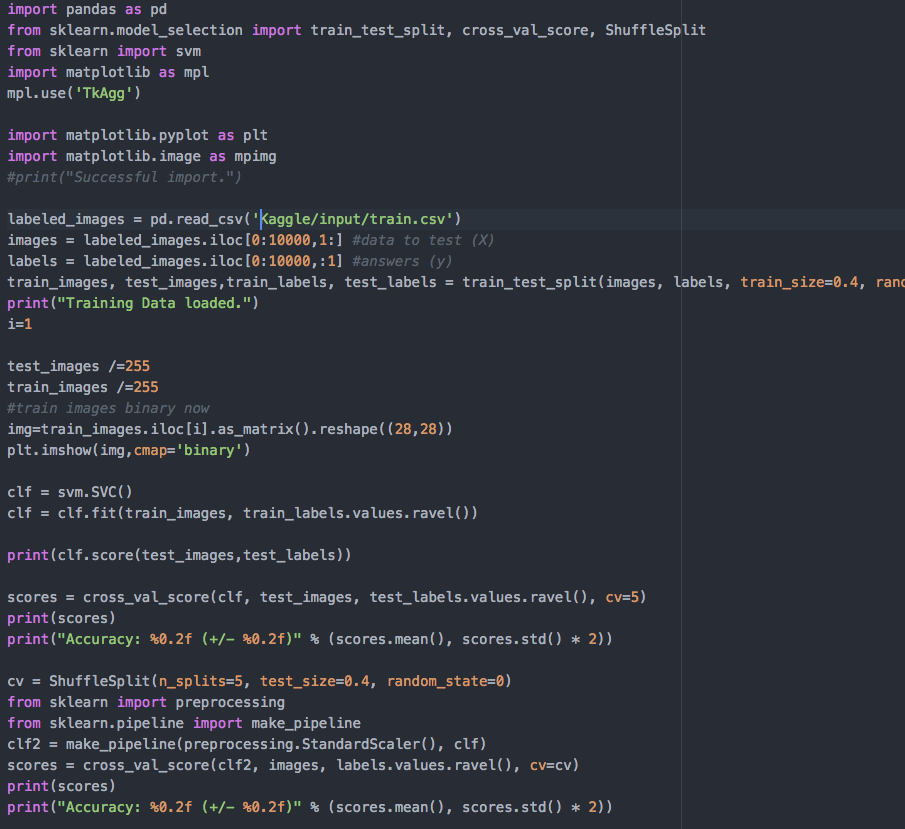 import pandas as pd
from sklearn.model_selection import train_test_split, cross_val_score, ShuffleSplit
from sklearn import svm
import matplotlib as mpl
mpl.use('TkAgg')
import matplotlib.pyplot as plt
import matplotlib.image as mpimg
#print("Successful import.")
labeled_images = pd.read_csv('Kaggle/input/train.csv')
images = labeled_images.iloc[0:10000,1:] #data to test (X)
labels = labeled_images.iloc[0:10000,:1] #answers (y)
train_images, test_images,train_labels, test_labels = train_test_split(images, labels, train_size=0.4,
print("Training Data loaded.")
i=1
test_images /=255
train_images /=255
#train images binary now
img=train_images.iloc[i].as_matrix().reshape((28,28))
plt.imshow(img,cmap='binary')
clf = svm.SVC()
clf = clf.fit(train_images, train_labels.values.ravel())
print(clf.score(test_images,test_labels))
scores = cross_val_score(clf, test_images, test_labels.values.ravel(), cv=5)
print(scores)
print("Accuracy: %0.2f (+/- %0.2f)" % (scores.mean(), scores.std() * 2))
cv = ShuffleSplit(n_splits=5, test_size=0.4, random_state=0)
from sklearn import preprocessing
from sklearn.pipeline import make_pipeline
clf2 = make_pipeline(preprocessing.StandardScaler(), clf)
scores = cross_val_score(clf2, images, labels.values.ravel(), cv=cv)
print(scores)
print("Accuracy: %0.2f (+/- %0.2f)" % (scores.mean(), scores.std() * 2))